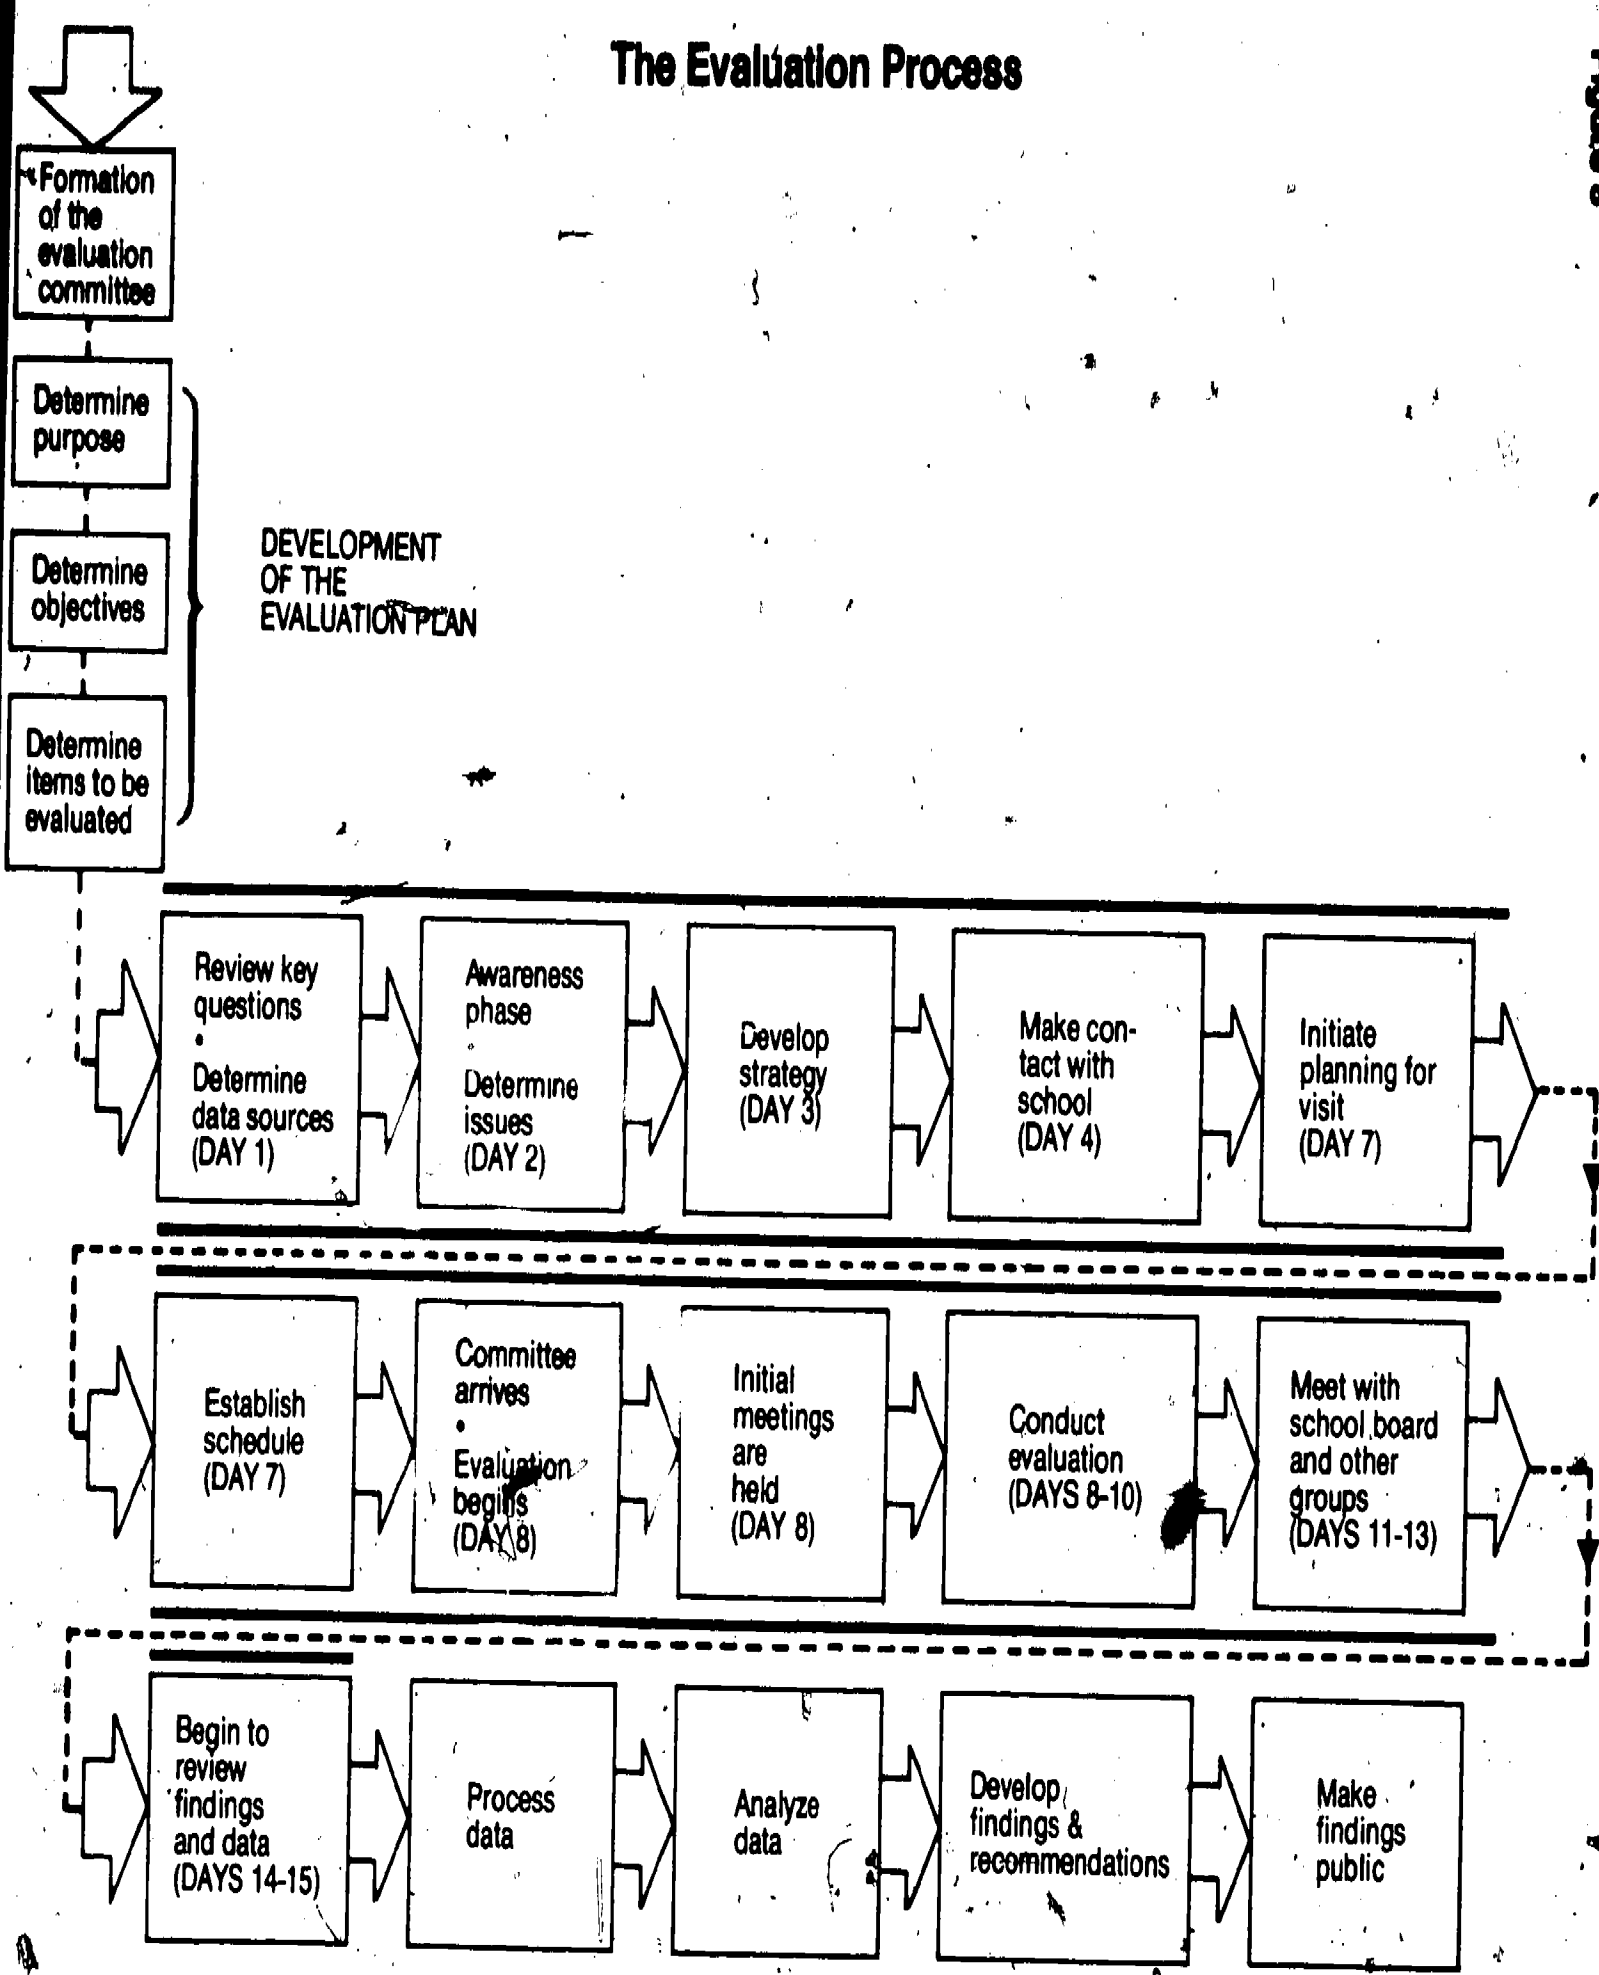 The Evaluation Process
Formation
of the
evaluation
committee
Determine
purpose
Determine
objectives
Determine
items to be
evaluated
DEVELOPMENT
OF THE
EVALUATION PLAN
Review key
questions
•
Determine
data sources
(DAY 1)
Awareness
phase
•
Determine
issues
(DAY 2)
Develop
strategy
(DAY 3)
Make con-
tact with
school
(DAY 4)
Initiate
planning for
visit
(DAY 7)
Establish
schedule
(DAY 7)
Committee
arrives
•
Evaluation
begins
(DAY 8)
Initial
meetings
are
held
(DAY 8)
Conduct
evaluation
(DAYS 8-10)
Meet with
school board
and other
groups
(DAYS 11-13)
Begin to
review
findings
and data
(DAYS 14-15)
Process
data
Analyze
data
Develop
findings &
recommendations
Make
findings
public